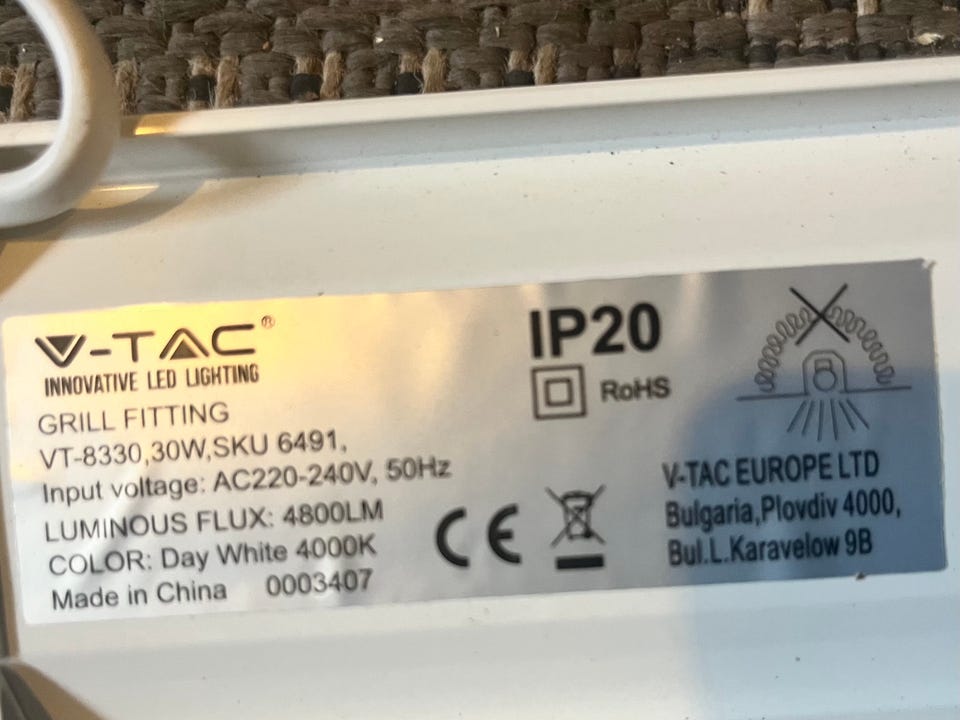 V-TAC®
INNOVATIVE LED LIGHTING
GRILL FITTING
VT-8330,30W,SKU 6491,
Input voltage: AC220-240V, 50Hz
LUMINOUS FLUX: 4800LM
COLOR: Day White 4000K
Made in China 0003407
IP20
RoHS
CE
V-TAC EUROPE LTD
Bulgaria,Plovdiv 4000,
Bul.L.Karavelow 9B